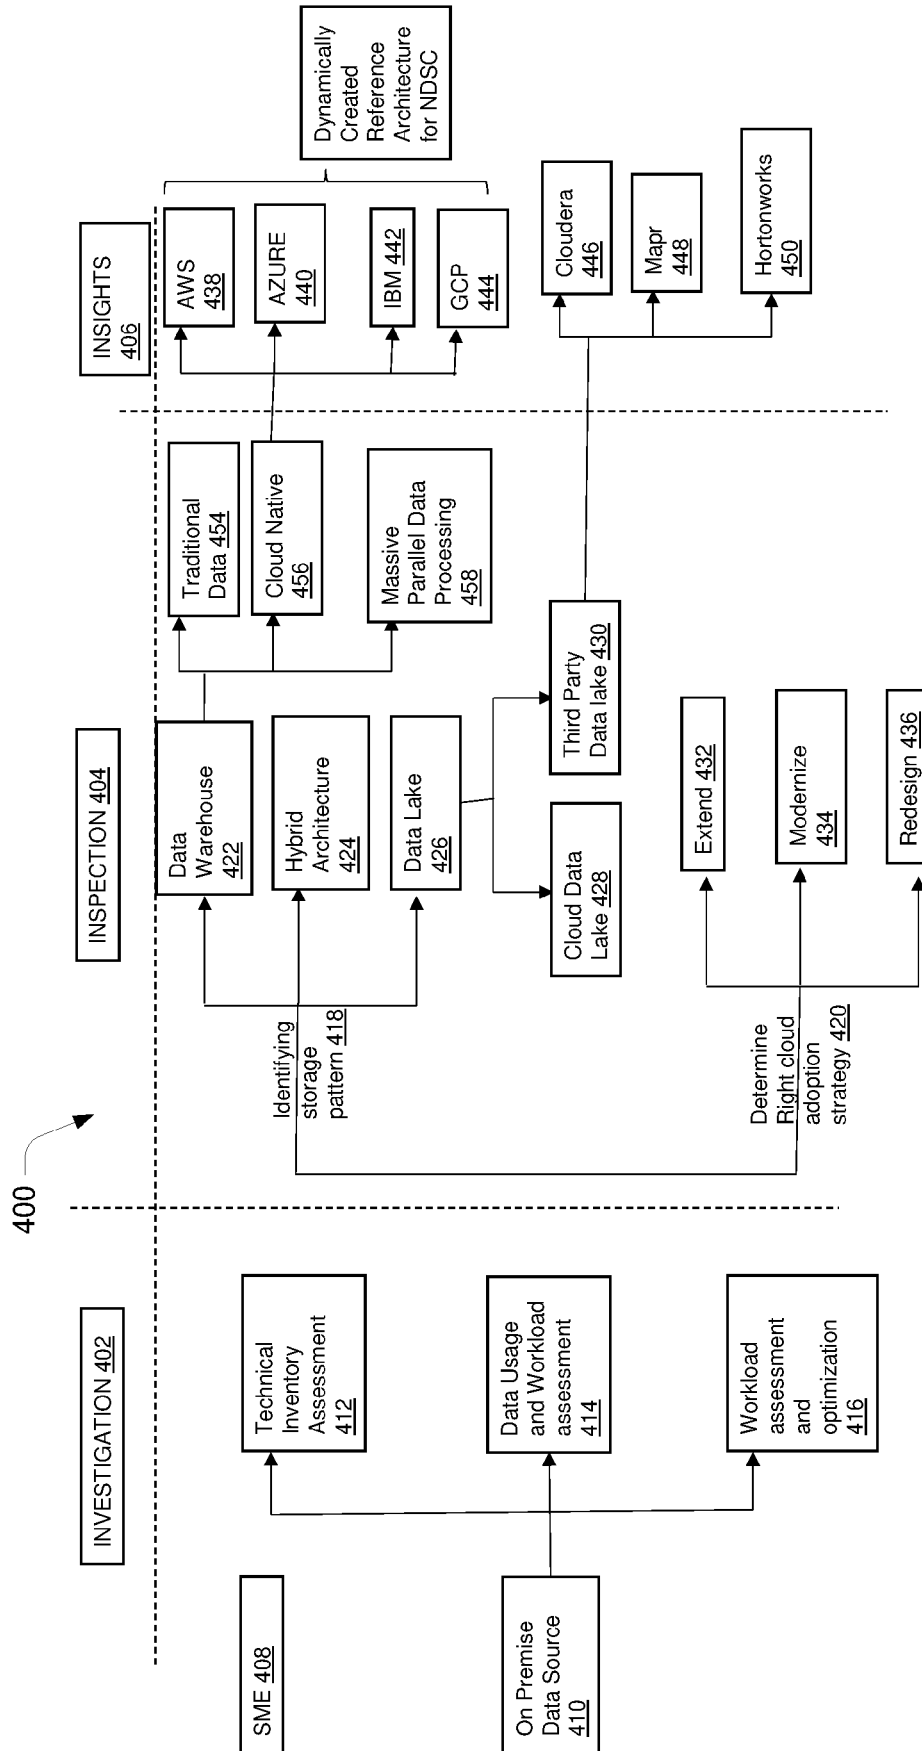 400
INVESTIGATION 402
INSPECTION 404
INSIGHTS
406
SME 408
On Premise
Data Source
410
Technical
Inventory
Assessment
412
Data Usage
and Workload
assessment
414
Workload
assessment
and
optimization
416
Identifying
storage
pattern 418
Determine
Right cloud
adoption
strategy 420
Data
Warehouse
422
Hybrid
Architecture
424
Data Lake
426
Cloud Data
Lake 428
Third Party
Data lake 430
Extend 432
Modernize
434
Redesign 436
Traditional
Data 454
Cloud Native
456
Massive
Parallel Data
Processing
458
AWS
438
AZURE
440
IBM 442
GCP
444
Dynamically
Created
Reference
Architecture
for NDSC
Cloudera
446
Mapr
448
Hortonworks
450